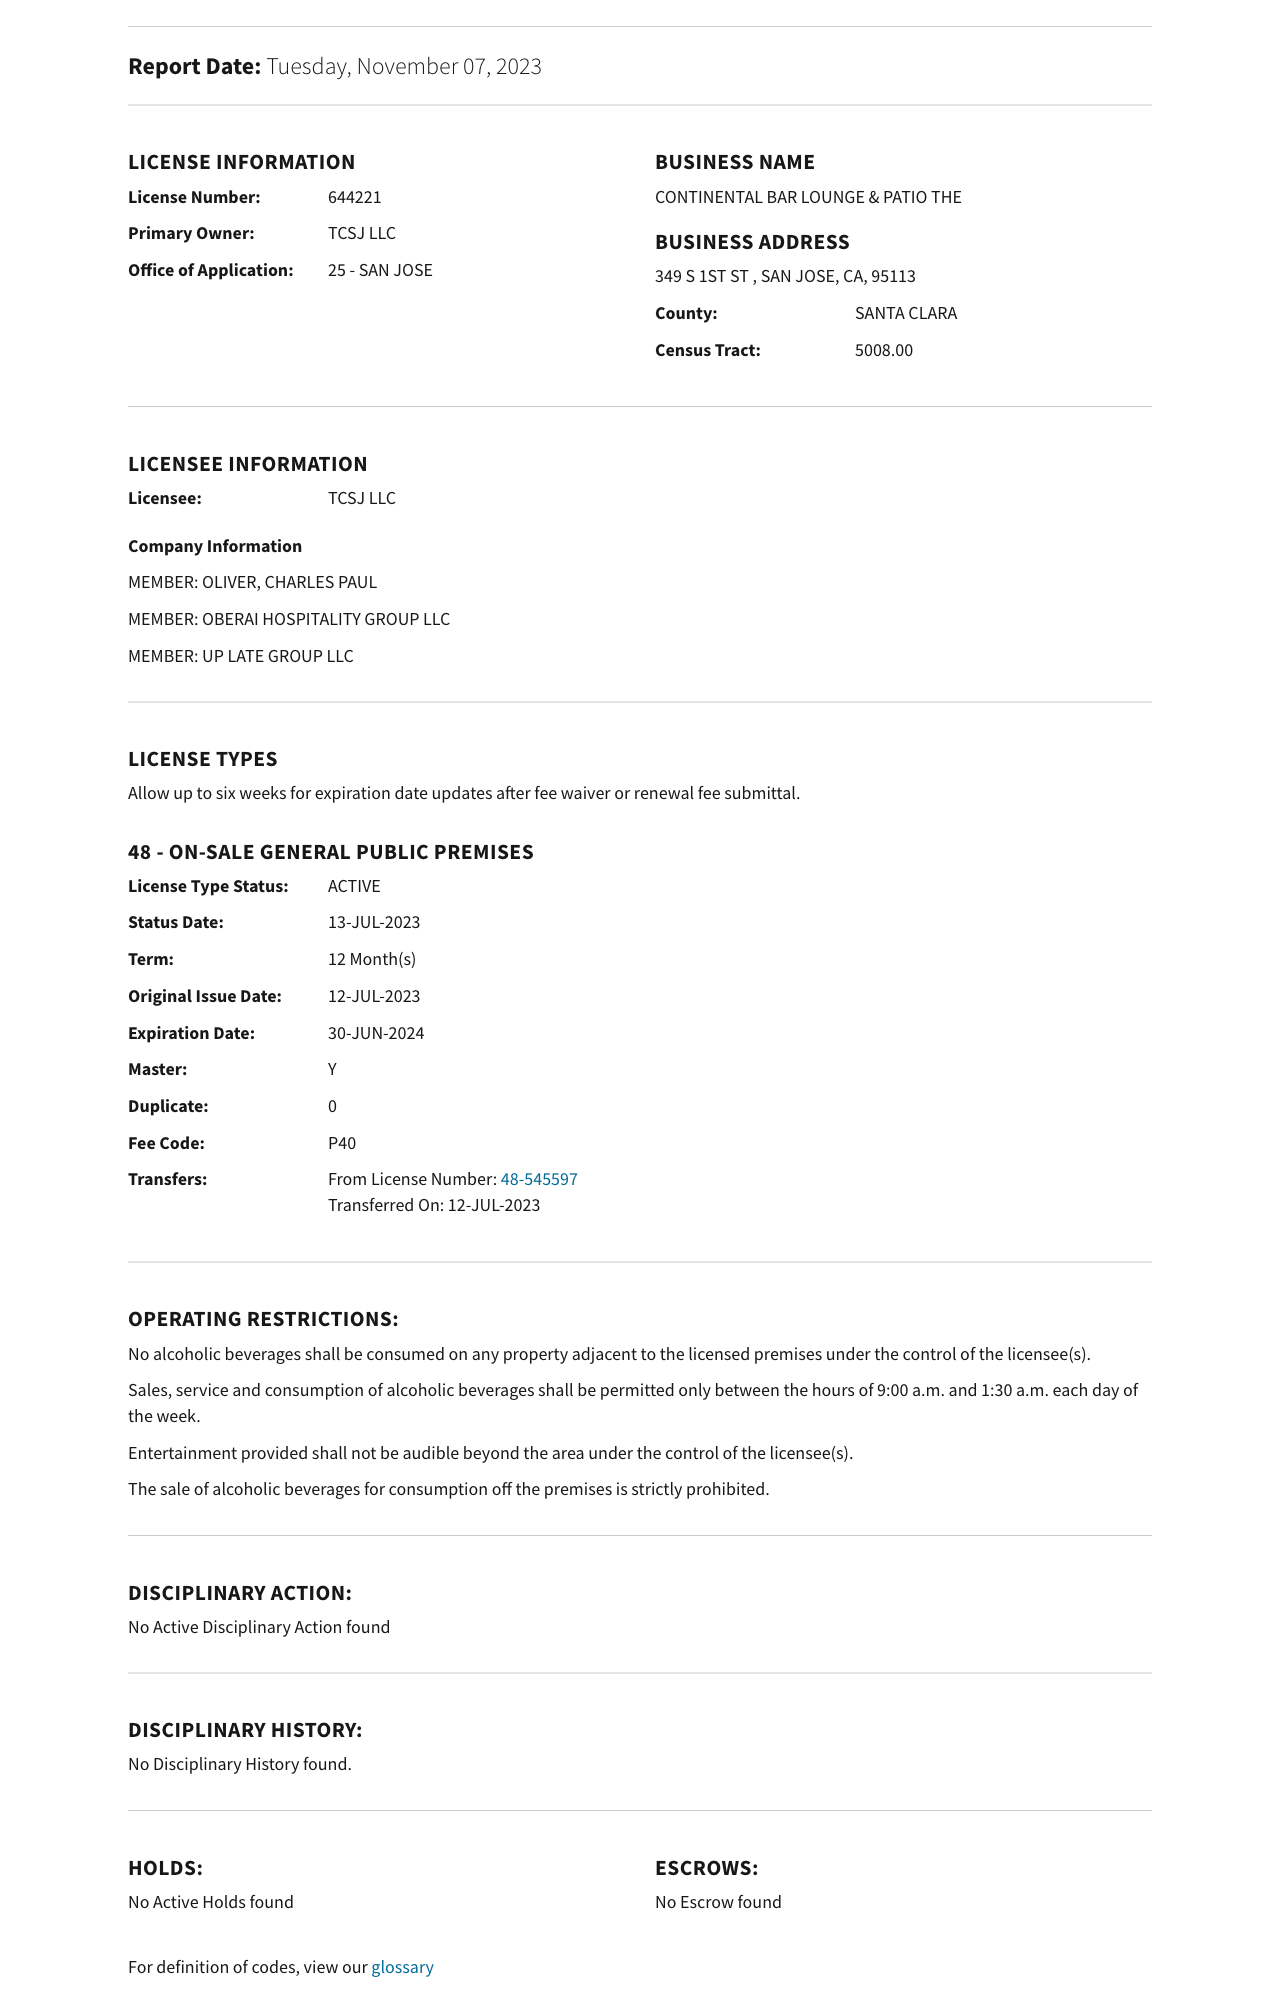 Report Date: Tuesday, November 07, 2023
LICENSE INFORMATION
License Number: 644221
Primary Owner: TCSJ LLC
Office of Application: 25 - SAN JOSE
BUSINESS NAME
CONTINENTAL BAR LOUNGE & PATIO THE
BUSINESS ADDRESS
349 S 1ST ST , SAN JOSE, CA, 95113
County: SANTA CLARA
Census Tract: 5008.00
LICENSEE INFORMATION
Licensee: TCSJ LLC
Company Information
MEMBER: OLIVER, CHARLES PAUL
MEMBER: OBERAI HOSPITALITY GROUP LLC
MEMBER: UP LATE GROUP LLC
LICENSE TYPES
Allow up to six weeks for expiration date updates after fee waiver or renewal fee submittal.
48 - ON-SALE GENERAL PUBLIC PREMISES
License Type Status: ACTIVE
Status Date: 13-JUL-2023
Term: 12 Month(s)
Original Issue Date: 12-JUL-2023
Expiration Date: 30-JUN-2024
Master: Y
Duplicate: 0
Fee Code: P40
Transfers: From License Number: 48-545597
Transferred On: 12-JUL-2023
OPERATING RESTRICTIONS:
No alcoholic beverages shall be consumed on any property adjacent to the licensed premises under the control of the licensee(s).
Sales, service and consumption of alcoholic beverages shall be permitted only between the hours of 9:00 a.m. and 1:30 a.m. each day of
the week.
Entertainment provided shall not be audible beyond the area under the control of the licensee(s).
The sale of alcoholic beverages for consumption off the premises is strictly prohibited.
DISCIPLINARY ACTION:
No Active Disciplinary Action found
DISCIPLINARY HISTORY:
No Disciplinary History found.
HOLDS:
No Active Holds found
ESCROWS:
No Escrow found
For definition of codes, view our glossary